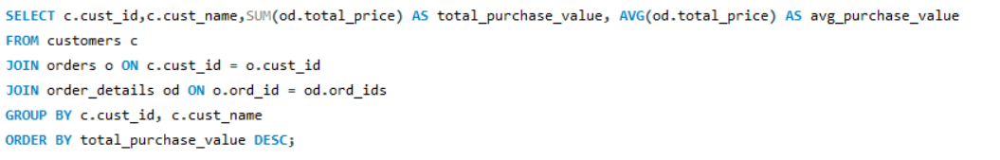 SELECT c.cust_id,c.cust_name,SUM(od.total_price) AS total_purchase_value, AVG(od.total_price) AS avg_purchase_value
FROM customers c
JOIN orders o ON c.cust_id = o.cust_id
JOIN order_details od ON o.ord_id = od.ord_ids
GROUP BY c.cust_id, c.cust_name
ORDER BY total_purchase_value DESC;